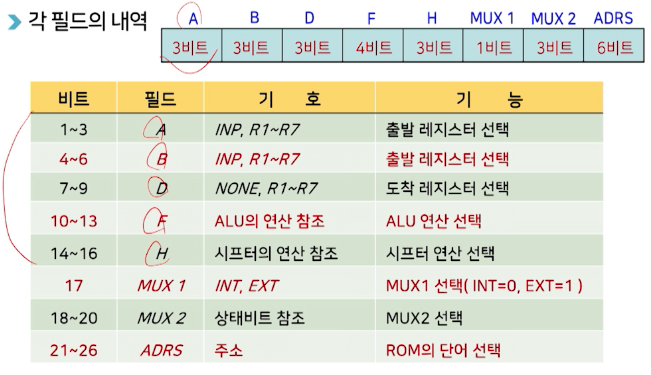 각 필드의 내역
A B D F H MUX 1 MUX 2 ADRS
3비트 3비트 3비트 4비트 3비트 1비트 3비트 6비트
비트 필드 기 호 기 능
1~3 A INP, R1~R7 출발 레지스터 선택
4~6 B INP, R1~R7 출발 레지스터 선택
7~9 D NONE, R1~R7 도착 레지스터 선택
10~13 F ALU의 연산 참조 ALU 연산 선택
14~16 H 시프터의 연산 참조 시프터 연산 선택
17 MUX 1 INT, EXT MUX1 선택( INT=0, EXT=1 )
18~20 MUX 2 상태비트 참조 MUX2 선택
21~26 ADRS 주소 ROM의 단어 선택